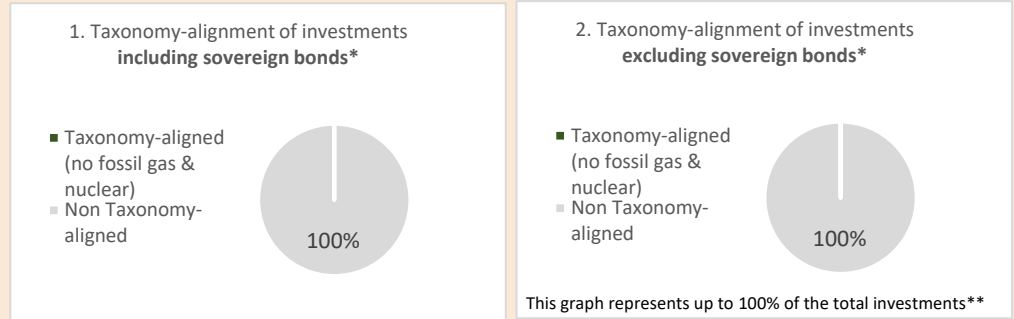 1. Taxonomy-alignment of investments
including sovereign bonds*
Taxonomy-aligned
(no fossil gas &
nuclear)
Non Taxonomy-
aligned
100%
2. Taxonomy-alignment of investments
excluding sovereign bonds*
Taxonomy-aligned
(no fossil gas &
nuclear)
Non Taxonomy-
aligned
100%
This graph represents up to 100% of the total investments**